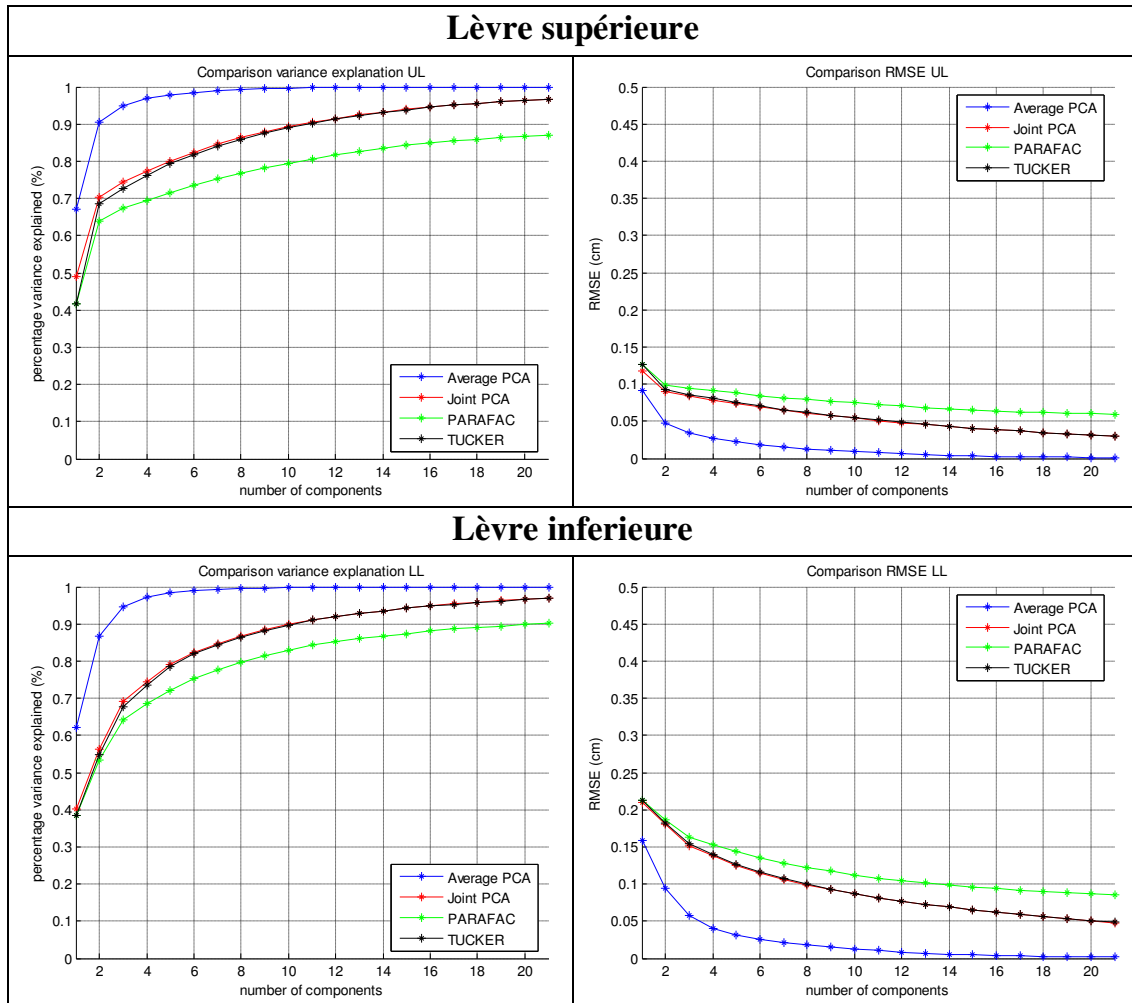 Lèvre supérieure
Comparison variance explanation UL
percentage variance explained (%)
1
0.9
0.8
0.7
0.6
0.5
0.4
0.3
0.2
0.1
0
Average PCA
Joint PCA
PARAFAC
TUCKER
2 4 6 8 10 12 14 16 18 20
number of components
Comparison RMSE UL
RMSE (cm)
0.5
0.45
0.4
0.35
0.3
0.25
0.2
0.15
0.1
0.05
0
Average PCA
Joint PCA
PARAFAC
TUCKER
2 4 6 8 10 12 14 16 18 20
number of components
Lèvre inferieure
Comparison variance explanation LL
percentage variance explained (%)
1
0.9
0.8
0.7
0.6
0.5
0.4
0.3
0.2
0.1
0
Average PCA
Joint PCA
PARAFAC
TUCKER
2 4 6 8 10 12 14 16 18 20
number of components
Comparison RMSE LL
RMSE (cm)
0.5
0.45
0.4
0.35
0.3
0.25
0.2
0.15
0.1
0.05
0
Average PCA
Joint PCA
PARAFAC
TUCKER
2 4 6 8 10 12 14 16 18 20
number of components